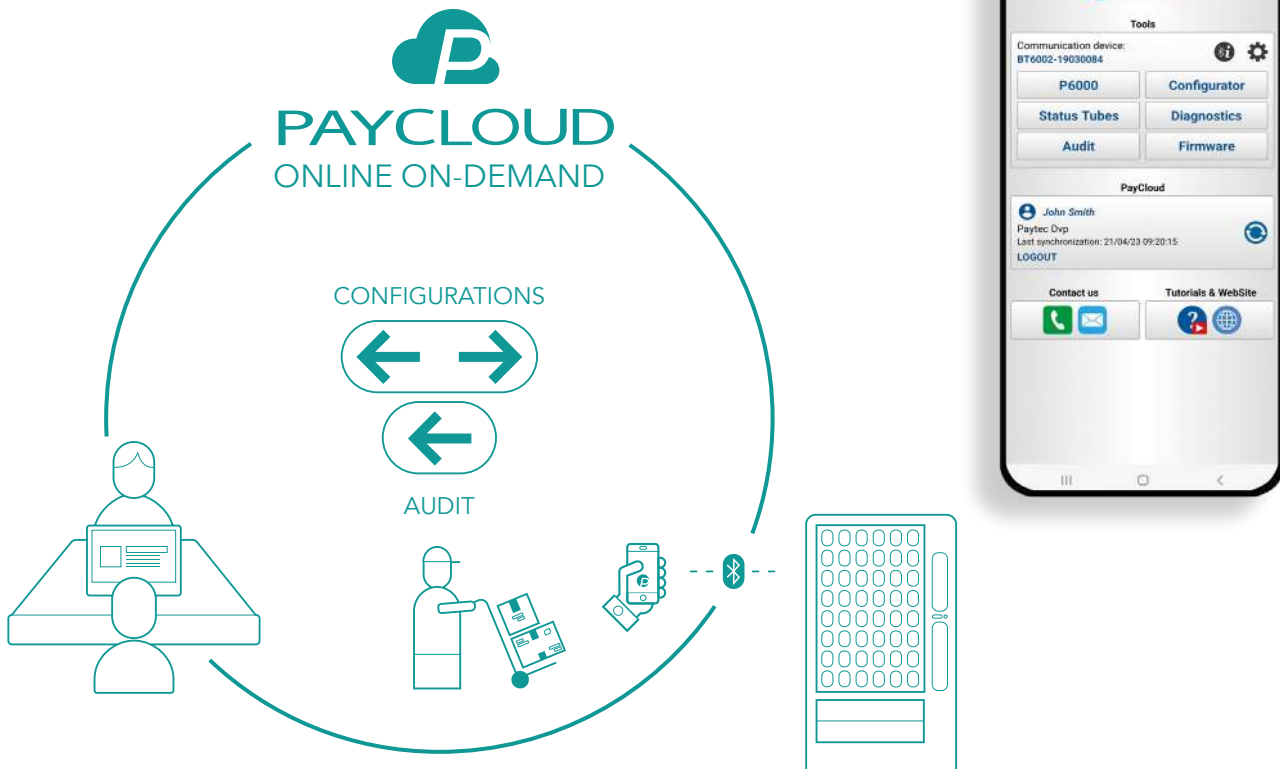 PAYCLOUD
ONLINE ON-DEMAND
CONFIGURATIONS
AUDIT
Tools
Communication device:
BT6002-19030084
P6000
Configurator
Status Tubes
Diagnostics
Audit
Firmware
PayCloud
John Smith
Paytec Dvp
Last synchronization: 21/04/23 09:20:15
LOGOUT
Contact us
Tutorials & WebSite